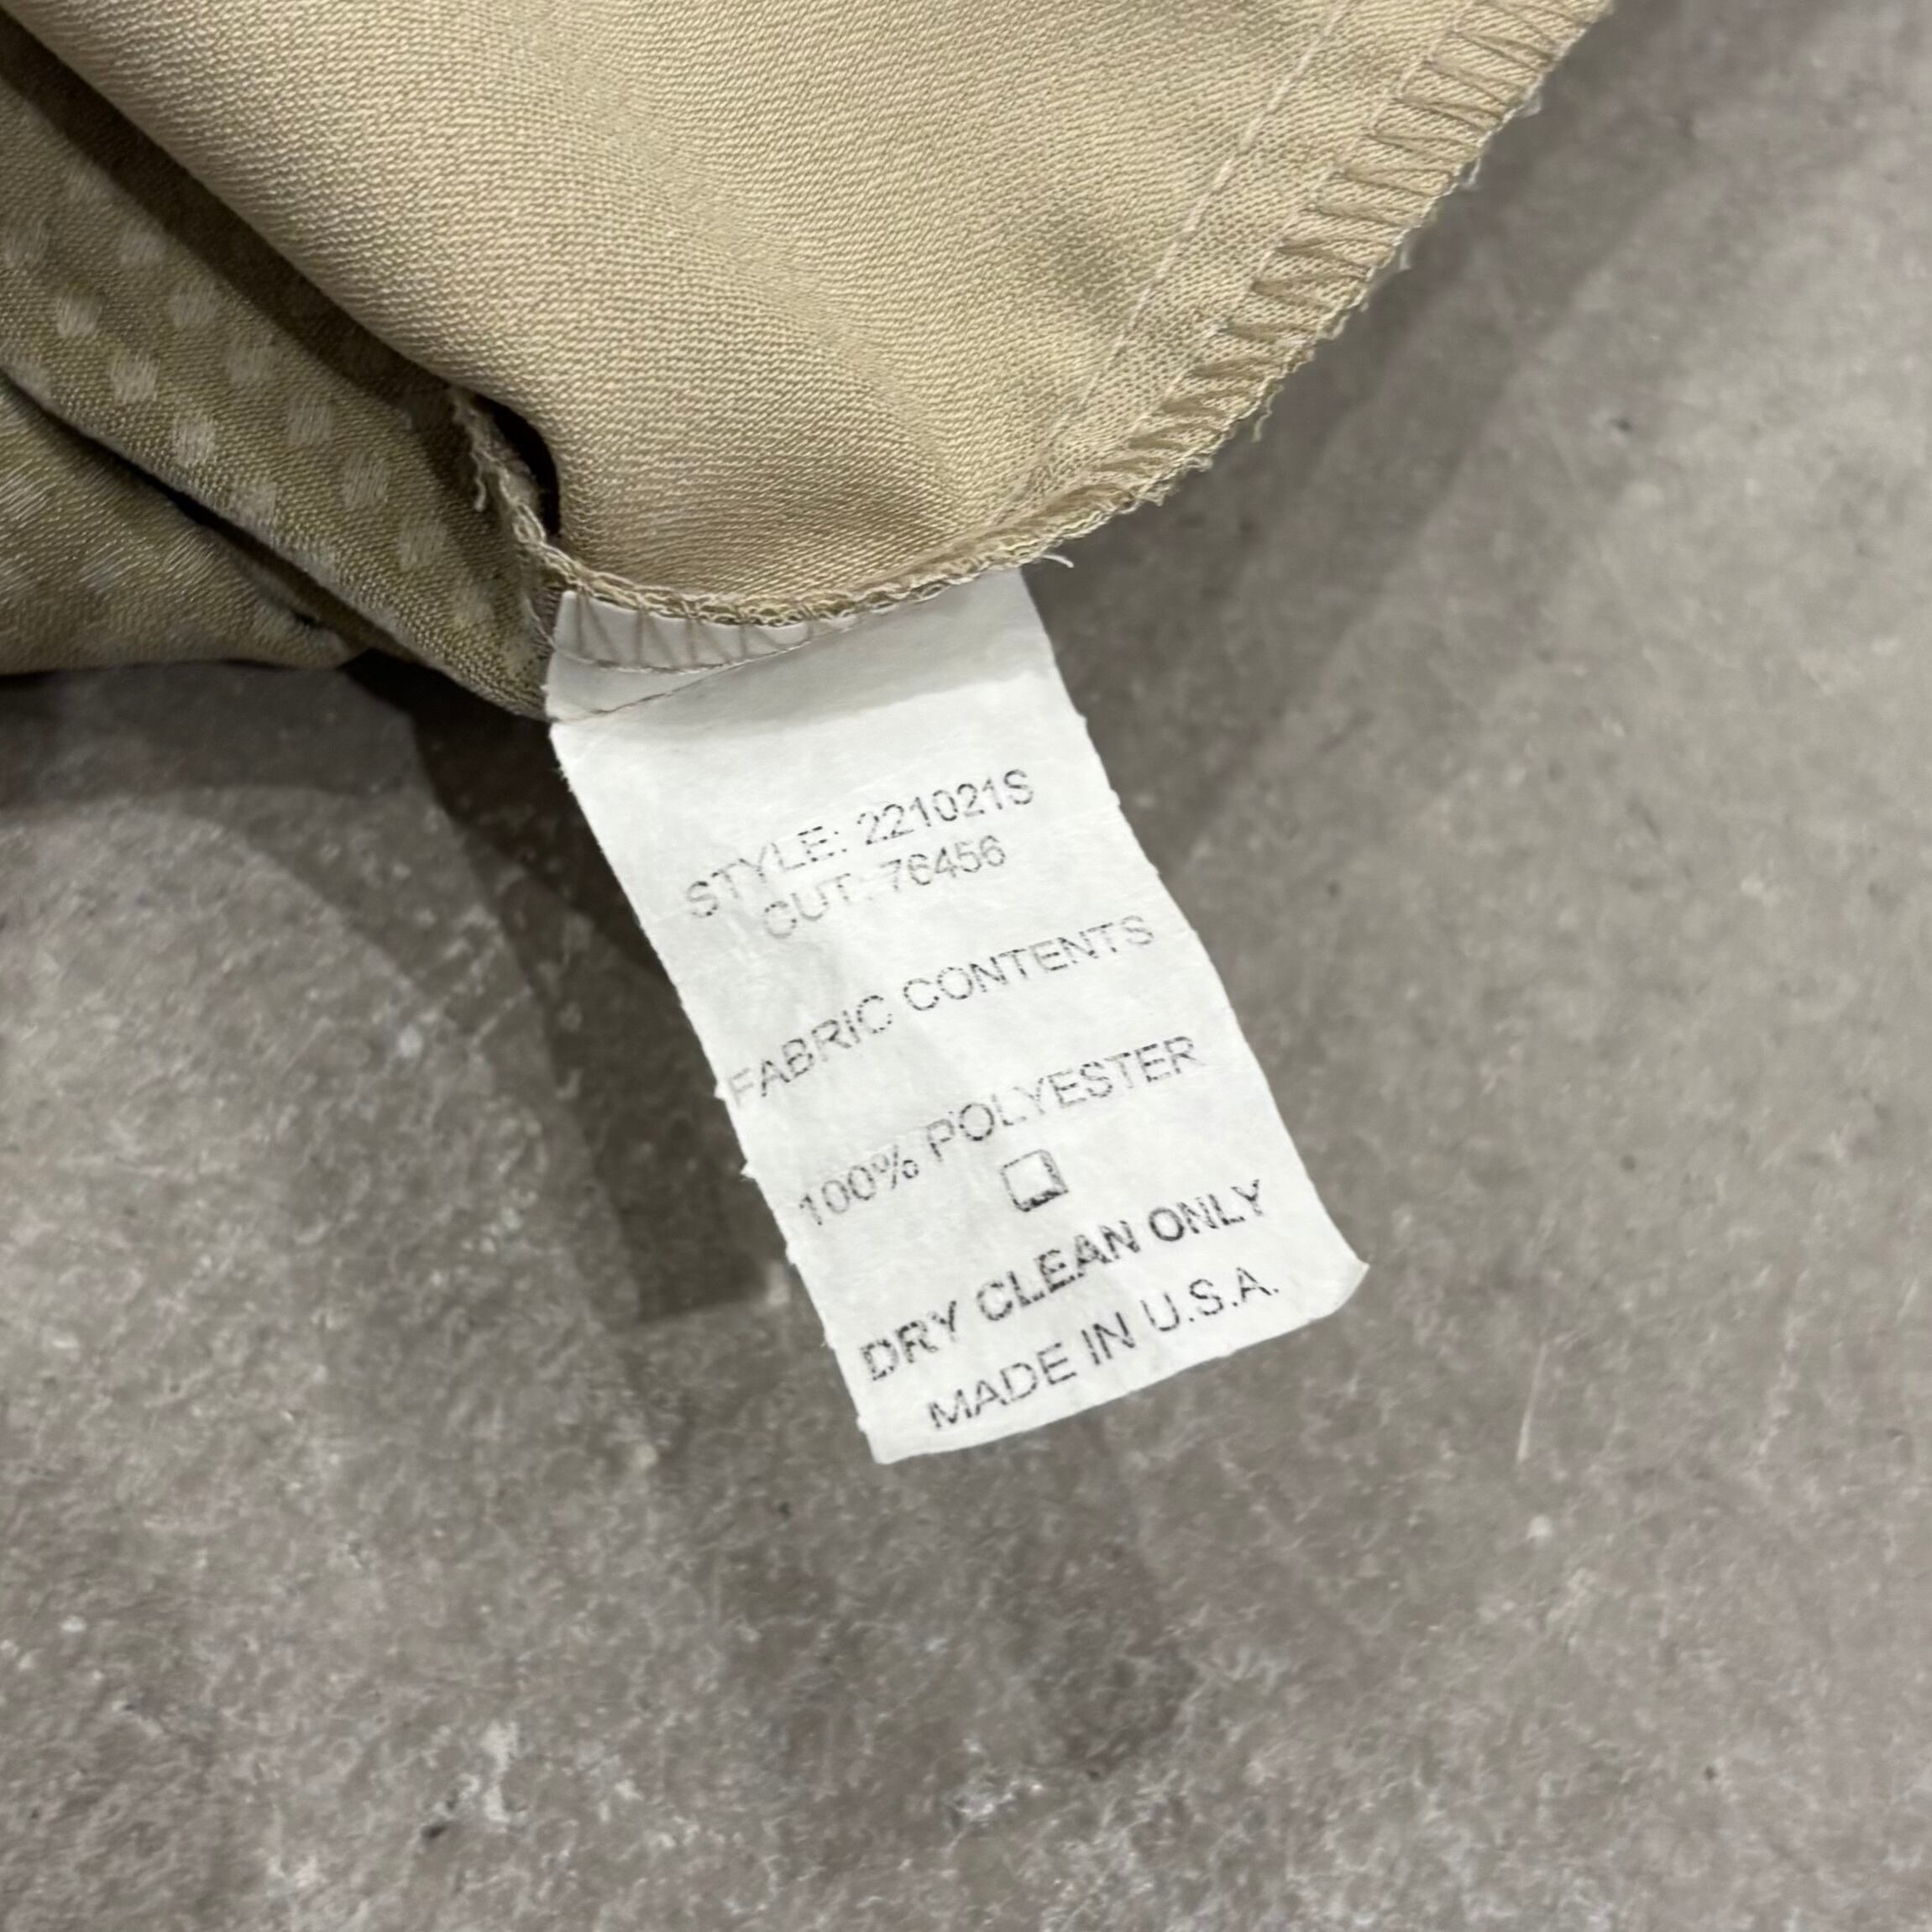 STYLE: 221021S
CUT: 76456
FABRIC CONTENTS
100% POLYESTER
DRY CLEAN ONLY
MADE IN U.S.A.